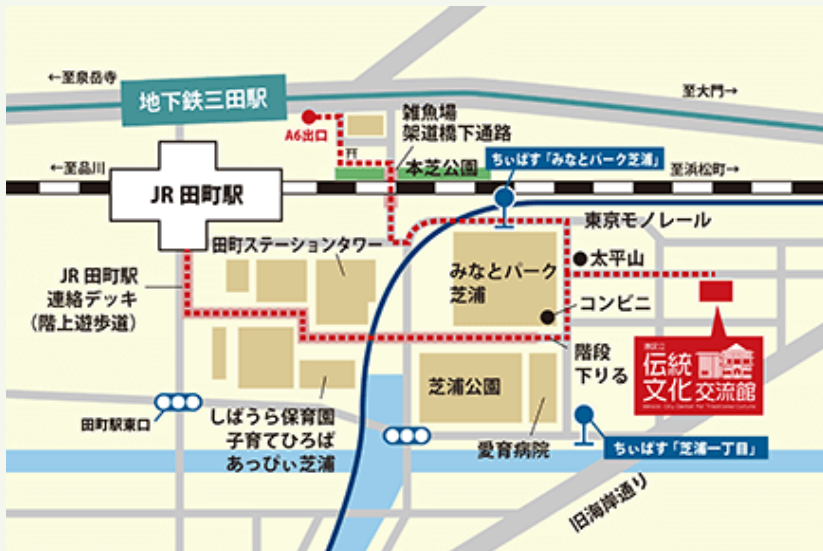 ←至泉岳寺
地下鉄三田駅
至大門→
A6出口
雑魚場
架道橋下通路
←至品川
JR 田町駅
本芝公園
ちぃばす「みなとパーク芝浦」
至浜松町→
東京モノレール
田町ステーションタワー
太平山
みなとパーク
芝浦
コンビニ
JR 田町駅
連絡デッキ
(階上遊歩道)
階段
下りる
伝統
文化交流館
芝浦公園
田町駅東口
しばうら保育園
子育てひろば
あっぴぃ芝浦
愛育病院
ちぃばす「芝浦一丁目」
旧海岸通り